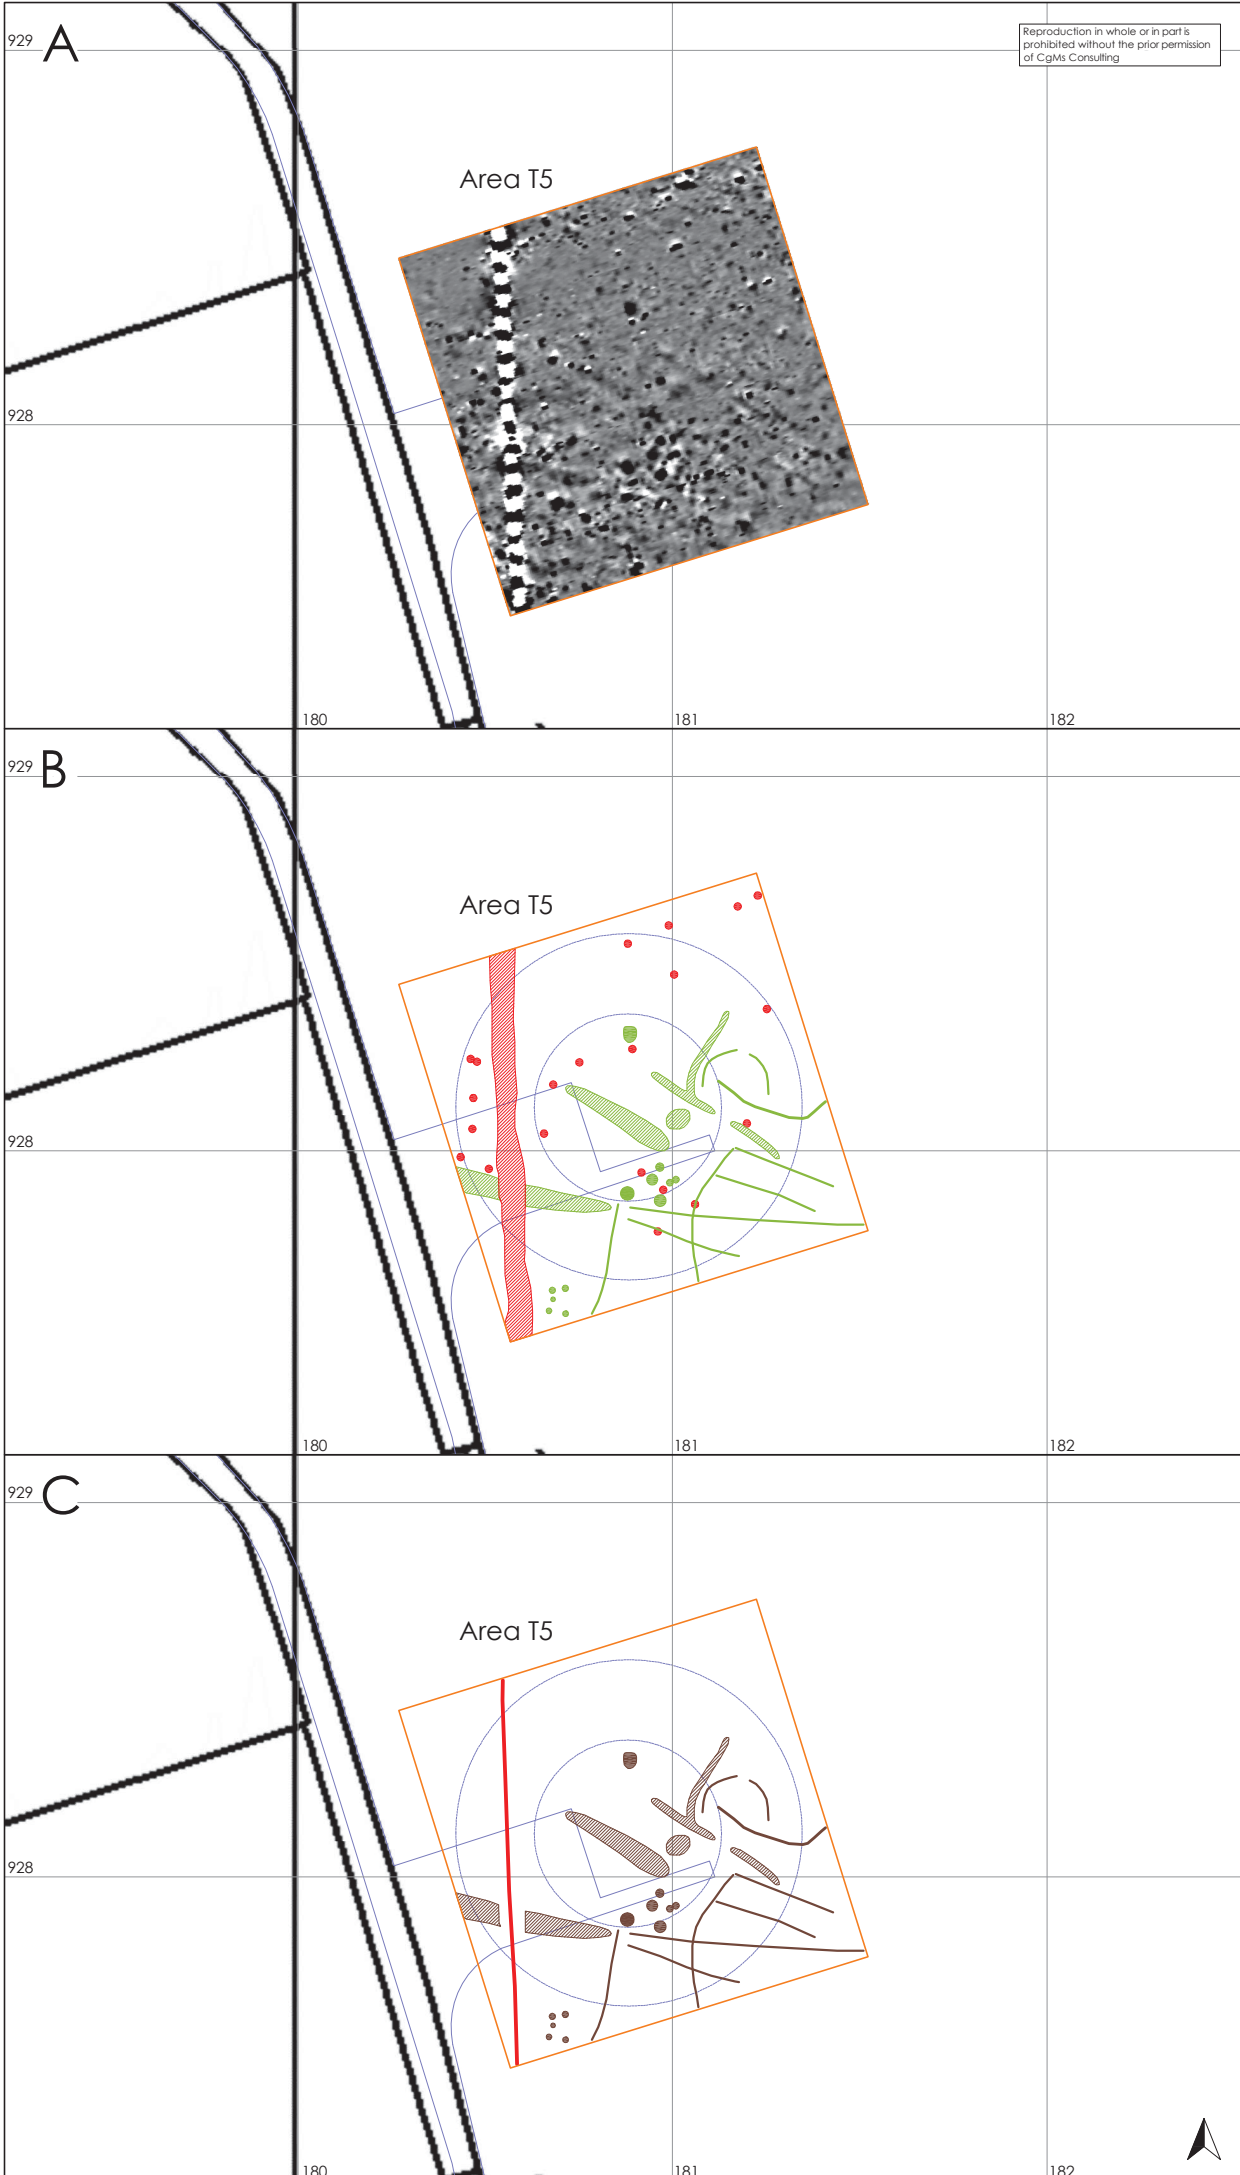 929
A
Reproduction in whole or in part is
prohibited without the prior permission
of CgMs Consulting
Area T5
928
180
181
182
929
B
Area T5
928
180
181
182
929
C
Area T5
928
180
181
182